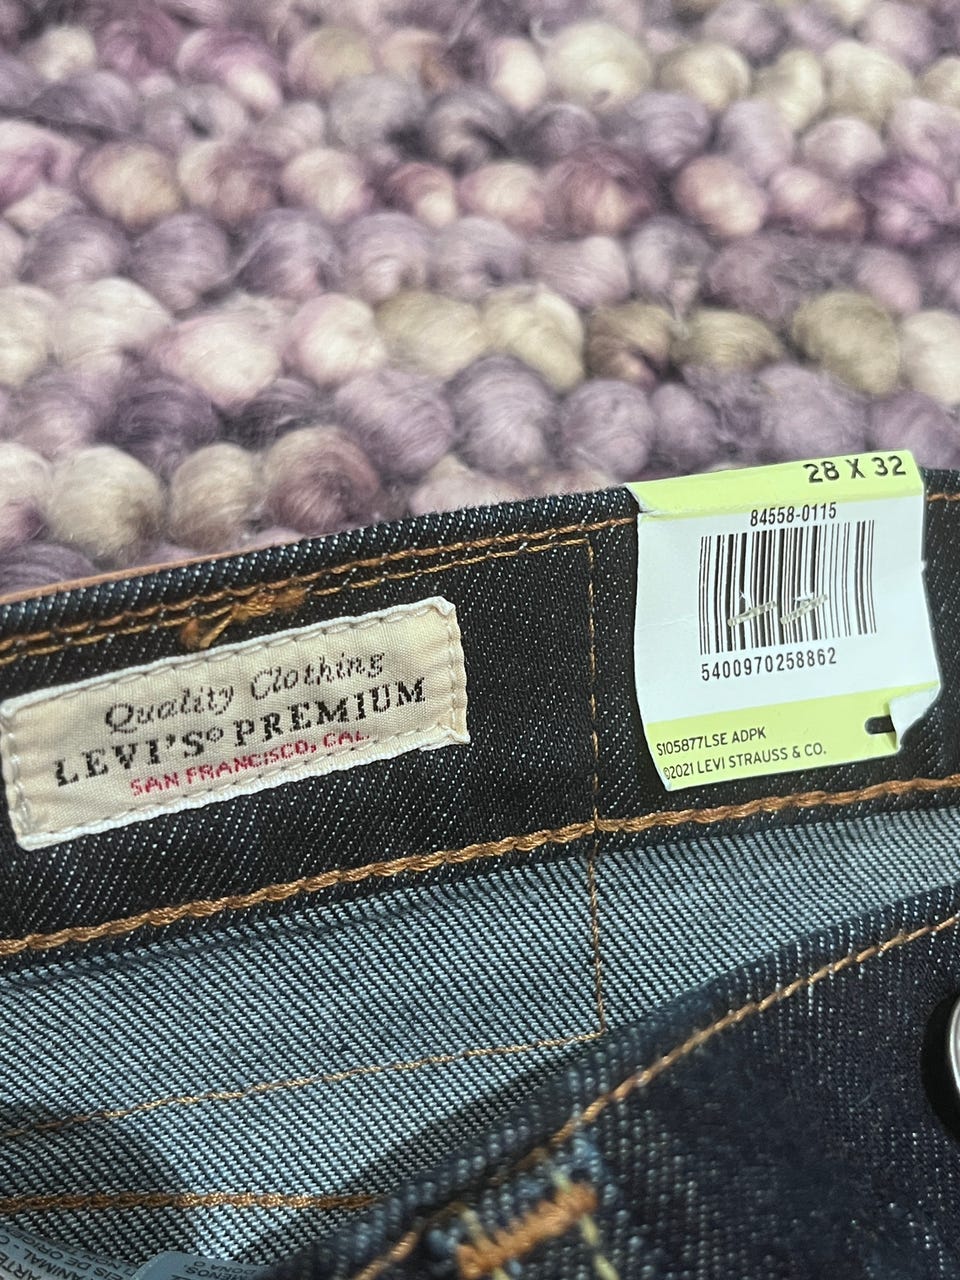 28 X 32
84558-0115
5400970258862
S105877LSE ADPK
©2021 LEVI STRAUSS & CO.
Quality Clothing
LEVI'S® PREMIUM
SAN FRANCISCO, CAL.